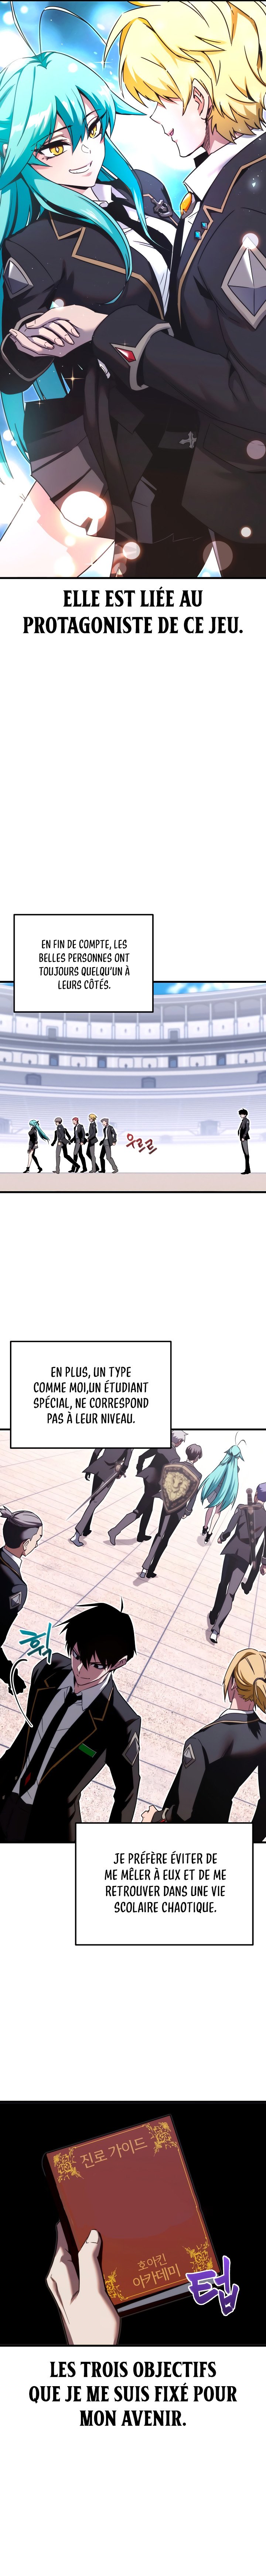 ELLE EST LIÉE AU
PROTAGONISTE DE CE JEU.
EN FIN DE COMPTE, LES
BELLES PERSONNES ONT
TOUJOURS QUELQU'UN À
LEURS CÔTÉS.
우르르
EN PLUS, UN TYPE
COMME MOI,UN ÉTUDIANT
SPÉCIAL, NE CORRESPOND
PAS À LEUR NIVEAU.
휙
JE PRÉFÈRE ÉVITER DE
ME MÊLER À EUX ET DE ME
RETROUVER DANS UNE VIE
SCOLAIRE CHAOTIQUE.
진로 가이드
호아킨
아카데미
텁
LES TROIS OBJECTIFS
QUE JE ME SUIS FIXÉ POUR
MON AVENIR.